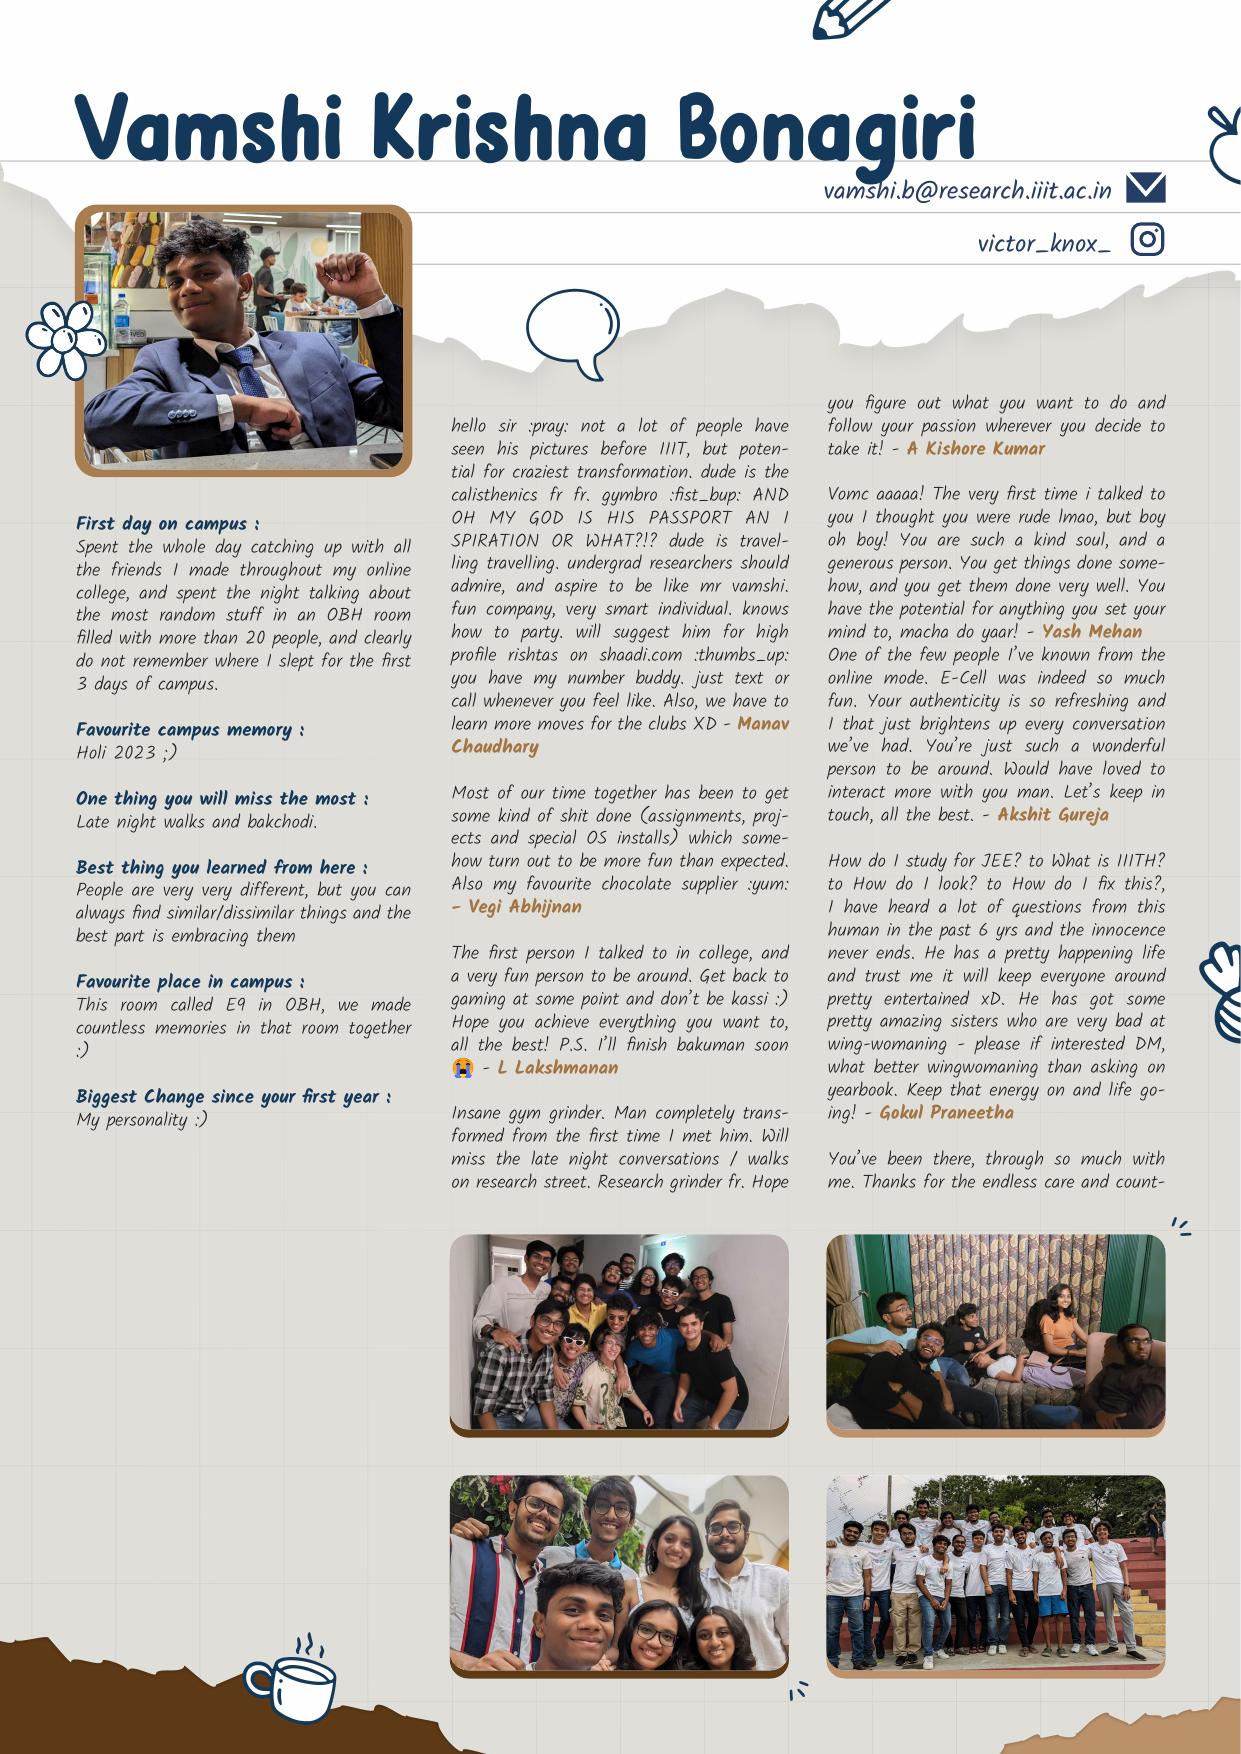 Vamshi Krishna Bonagiri
vamshi.b@research.iiit.ac.in
victor_knox_
First day on campus :
Spent the whole day catching up with all
the friends I made throughout my online
college, and spent the night talking about
the most random stuff in an OBH room
filled with more than 20 people, and clearly
do not remember where I slept for the first
3 days of campus.
Favourite campus memory :
Holi 2023 ;)
One thing you will miss the most :
Late night walks and bakchodi.
Best thing you learned from here :
People are very very different, but you can
always find similar/dissimilar things and the
best part is embracing them
Favourite place in campus :
This room called E9 in OBH, we made
countless memories in that room together
:)
Biggest Change since your first year :
My personality :)
hello sir :pray: not a lot of people have
seen his pictures before IIIT, but poten-
tial for craziest transformation. dude is the
calisthenics fr fr. gymbro :fist_bup: AND
OH MY GOD IS HIS PASSPORT AN I
SPIRATION OR WHAT?!? dude is travel-
ling travelling. undergrad researchers should
admire, and aspire to be like mr vamshi.
fun company, very smart individual. knows
how to party. will suggest him for high
profile rishtas on shaadi.com :thumbs_up:
you have my number buddy. just text or
call whenever you feel like. Also, we have to
learn more moves for the clubs XD - Manav
Chaudhary
Most of our time together has been to get
some kind of shit done (assignments, proj-
ects and special OS installs) which some-
how turn out to be more fun than expected.
Also my favourite chocolate supplier :yum:
- Vegi Abhijnan
The first person I talked to in college, and
a very fun person to be around. Get back to
gaming at some point and don't be kassi :)
Hope you achieve everything you want to,
all the best! P.S. I'll finish bakuman soon
😭 - L Lakshmanan
Insane gym grinder. Man completely trans-
formed from the first time I met him. Will
miss the late night conversations / walks
on research street. Research grinder fr. Hope
you figure out what you want to do and
follow your passion wherever you decide to
take it! - A Kishore Kumar
Vomc aaaaa! The very first time i talked to
you I thought you were rude lmao, but boy
oh boy! You are such a kind soul, and a
generous person. You get things done some-
how, and you get them done very well. You
have the potential for anything you set your
mind to, macha do yaar! - Yash Mehan
One of the few people I've known from the
online mode. E-Cell was indeed so much
fun. Your authenticity is so refreshing and
I that just brightens up every conversation
we've had. You're just such a wonderful
person to be around. Would have loved to
interact more with you man. Let's keep in
touch, all the best. - Akshit Gureja
How do I study for JEE? to What is IIITH?
to How do I look? to How do I fix this?,
I have heard a lot of questions from this
human in the past 6 yrs and the innocence
never ends. He has a pretty happening life
and trust me it will keep everyone around
pretty entertained xD. He has got some
pretty amazing sisters who are very bad at
wing-womaning - please if interested DM,
what better wingwomaning than asking on
yearbook. Keep that energy on and life go-
ing! - Gokul Praneetha
You've been there, through so much with
me. Thanks for the endless care and count-